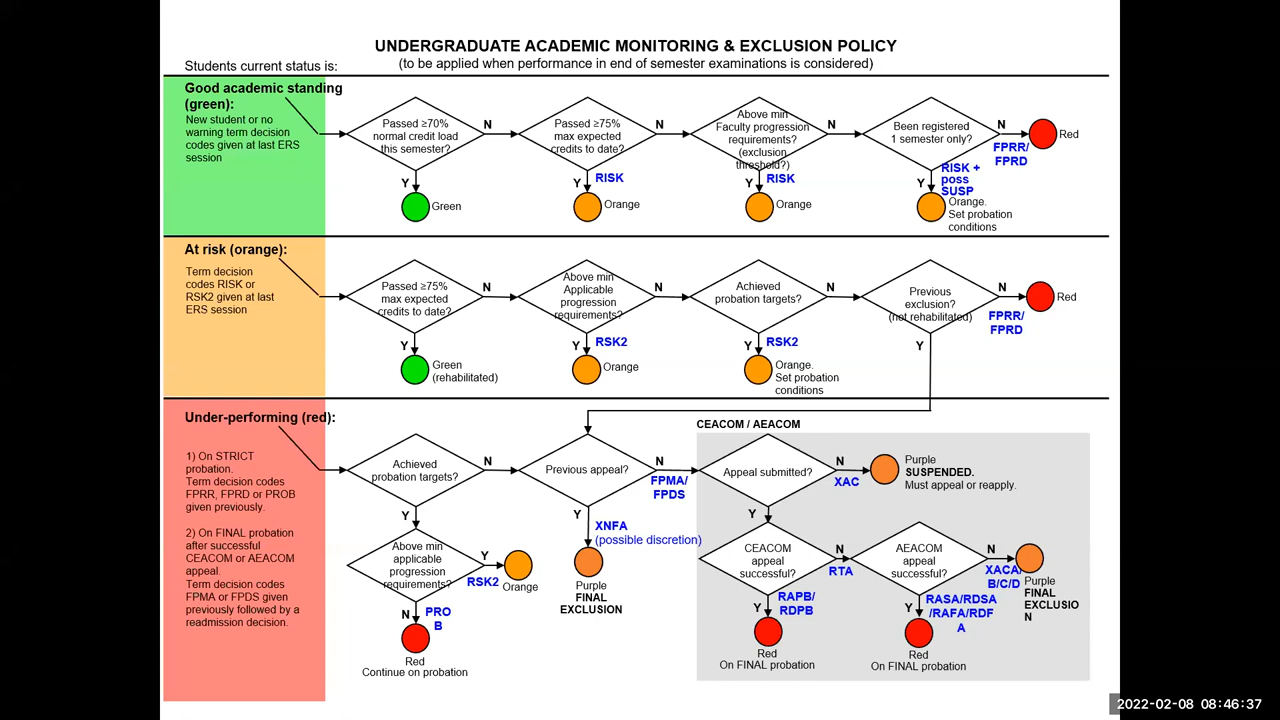 UNDERGRADUATE ACADEMIC MONITORING & EXCLUSION POLICY
(to be applied when performance in end of semester examinations is considered)
Students current status is:
Good academic standing
(green):
New student or no
warning term decision
codes given at last ERS
session
Passed ≥70%
normal credit load
this semester?
N
Y
Green
Passed ≥75%
max expected
credits to date?
N
Y
RISK
Orange
Above min
Faculty progression
requirements?
(exclusion
threshold?)
N
Y
RISK
Orange
Been registered
1 semester only?
N
FPRR/
FPRD
Red
Y
RISK +
poss
SUSP
Orange.
Set probation
conditions
At risk (orange):
Term decision
codes RISK or
RSK2 given at last
ERS session
Passed ≥75%
max expected
credits to date?
N
Y
Green
(rehabilitated)
Above min
Applicable
progression
requirements?
N
Y
RSK2
Orange
Achieved
probation targets?
N
Y
RSK2
Orange.
Set probation
conditions
Previous
exclusion?
(not rehabilitated)
N
FPRR/
FPRD
Red
Y
Under-performing (red):
1) On STRICT
probation.
Term decision codes
FPRR, FPRD or PROB
given previously.
2) On FINAL probation
after successful
CEACOM or AEACOM
appeal.
Term decision codes
FPMA or FPDS given
previously followed by a
readmission decision.
Achieved
probation targets?
N
Y
Above min
applicable
progression
requirements?
Y
RSK2
Orange
N
PRO
B
Red
Continue on probation
Previous appeal?
N
FPMA/
FPDS
Y
XNFA
(possible discretion)
Purple
FINAL
EXCLUSION
CEACOM / AEACOM
Appeal submitted?
N
XAC
Purple
SUSPENDED.
Must appeal or reapply.
Y
CEACOM
appeal
successful?
N
RTA
Y
RAPB/
RDPB
Red
On FINAL probation
AEACOM
appeal
successful?
N
XACA/
B/C/D
Purple
FINAL
EXCLUSIO
N
Y
RASA/RDSA
/RAFA/RDF
A
Red
On FINAL probation
2022-02-08 08:46:37